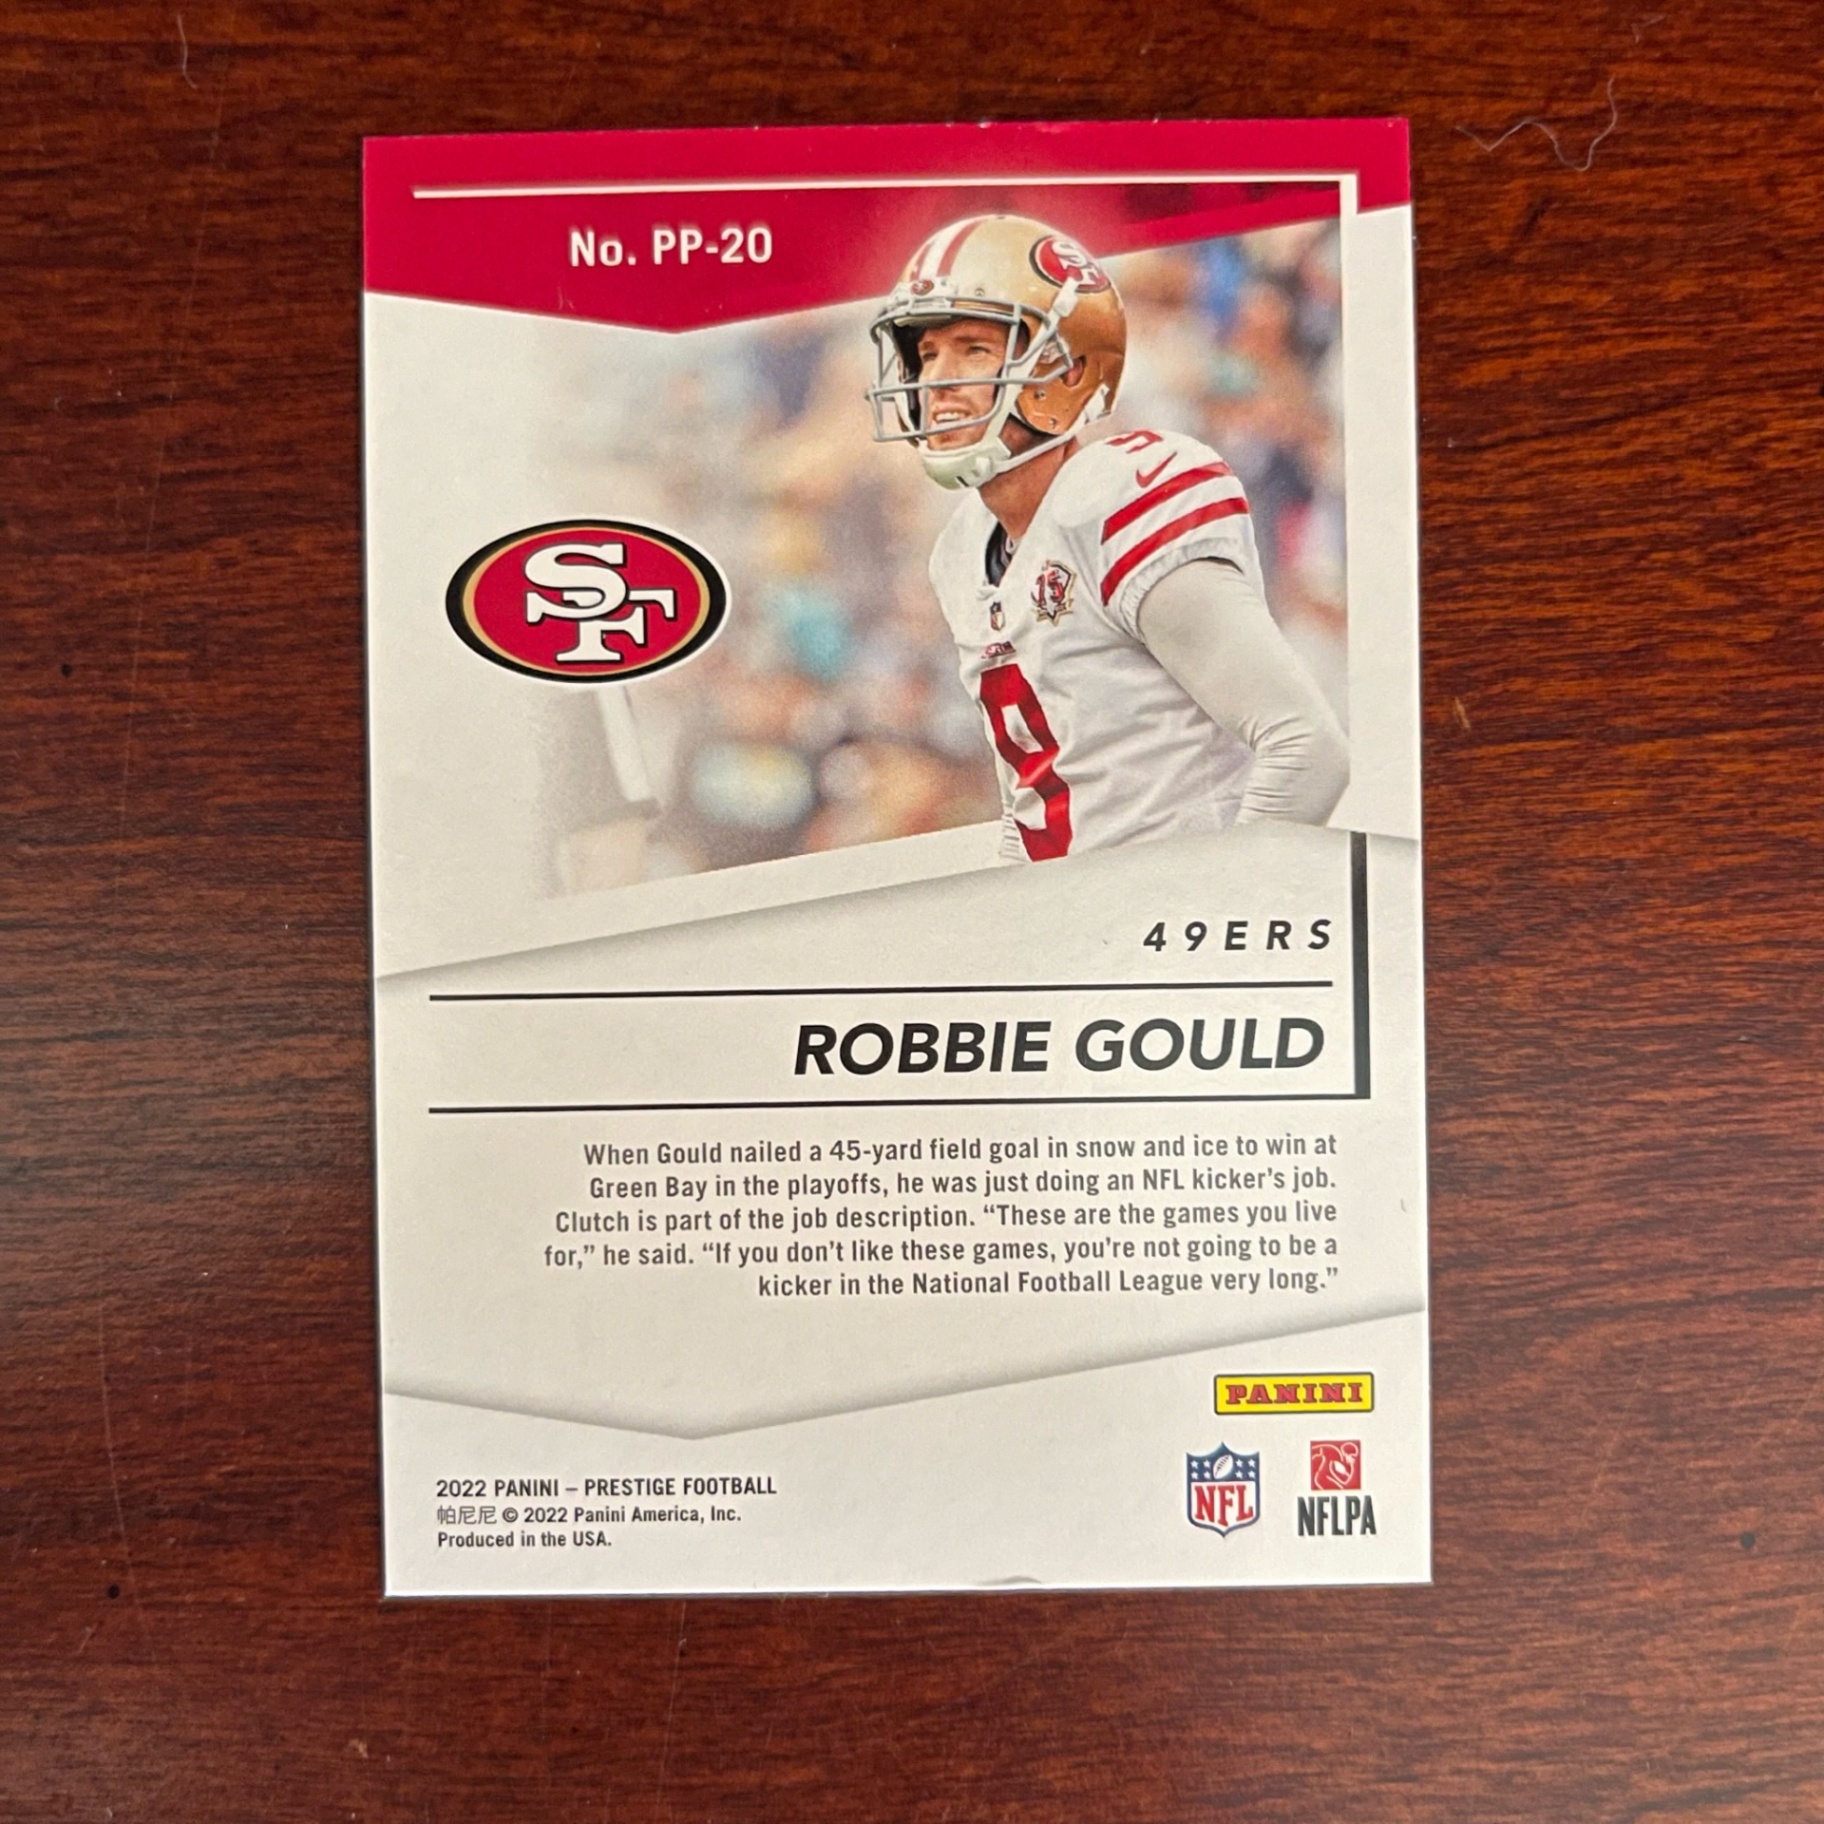 No. PP-20
SF
9
75
9
49ERS
ROBBIE GOULD
When Gould nailed a 45-yard field goal in snow and ice to win at
Green Bay in the playoffs, he was just doing an NFL kicker's job.
Clutch is part of the job description. “These are the games you live
for,” he said. “If you don't like these games, you're not going to be a
kicker in the National Football League very long.”
PANINI
2022 PANINI – PRESTIGE FOOTBALL
帕尼尼 © 2022 Panini America, Inc.
Produced in the USA.
NFL
NFLPA